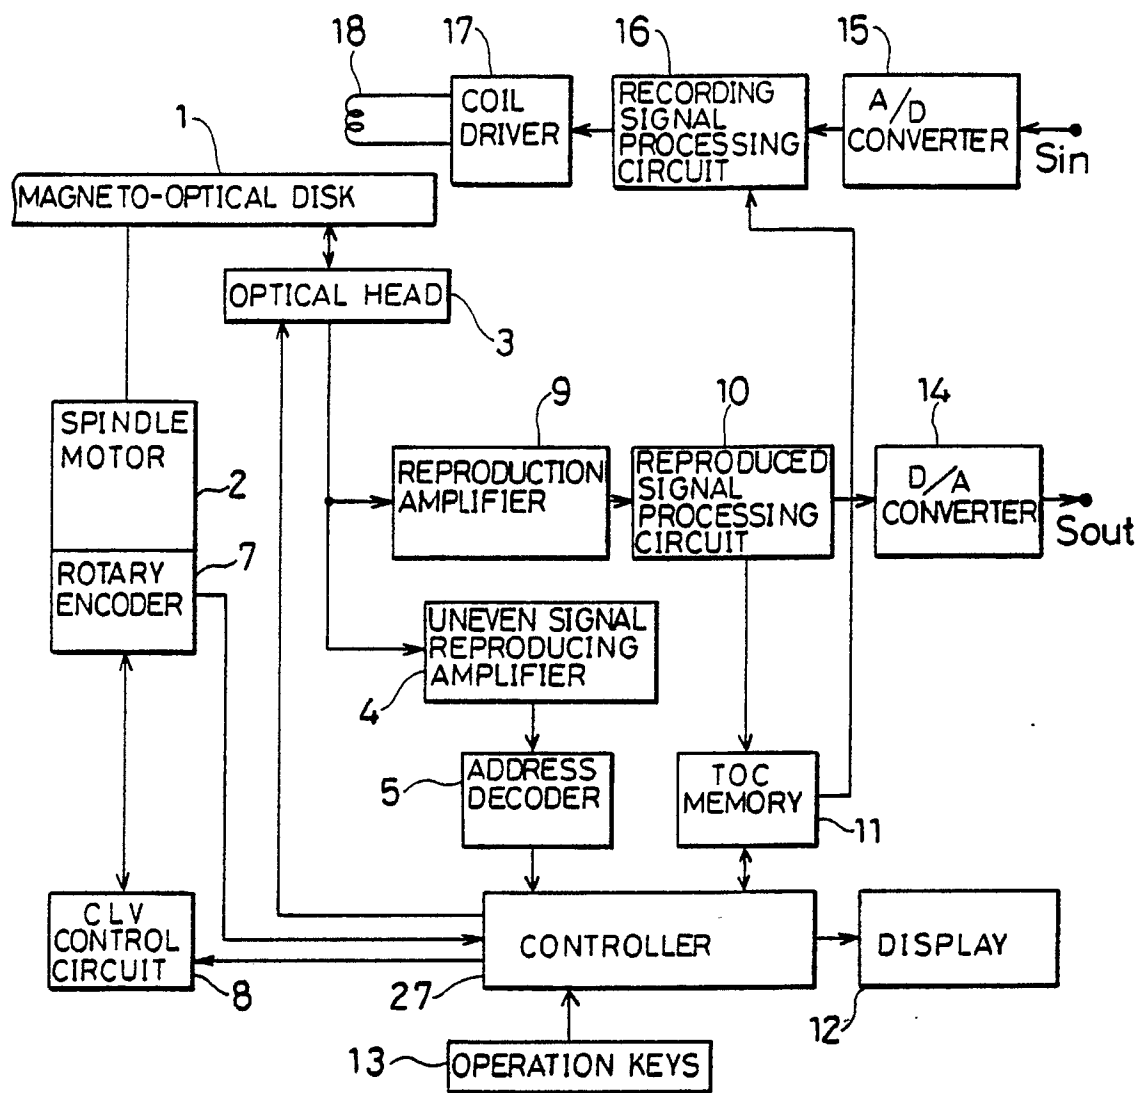 18
17
16
15
1
COIL
DRIVER
RECORDING
SIGNAL
PROCESSING
CIRCUIT
A/D
CONVERTER
Sin
MAGNETO-OPTICAL DISK
OPTICAL HEAD
3
9
10
14
SPINDLE
MOTOR
2
REPRODUCTION
AMPLIFIER
REPRODUCED
SIGNAL
PROCESSING
CIRCUIT
D/A
CONVERTER
Sout
7
ROTARY
ENCODER
UNEVEN SIGNAL
REPRODUCING
AMPLIFIER
4
5
ADDRESS
DECODER
TOC
MEMORY
11
CLV
CONTROL
CIRCUIT
8
CONTROLLER
27
DISPLAY
12
13
OPERATION KEYS